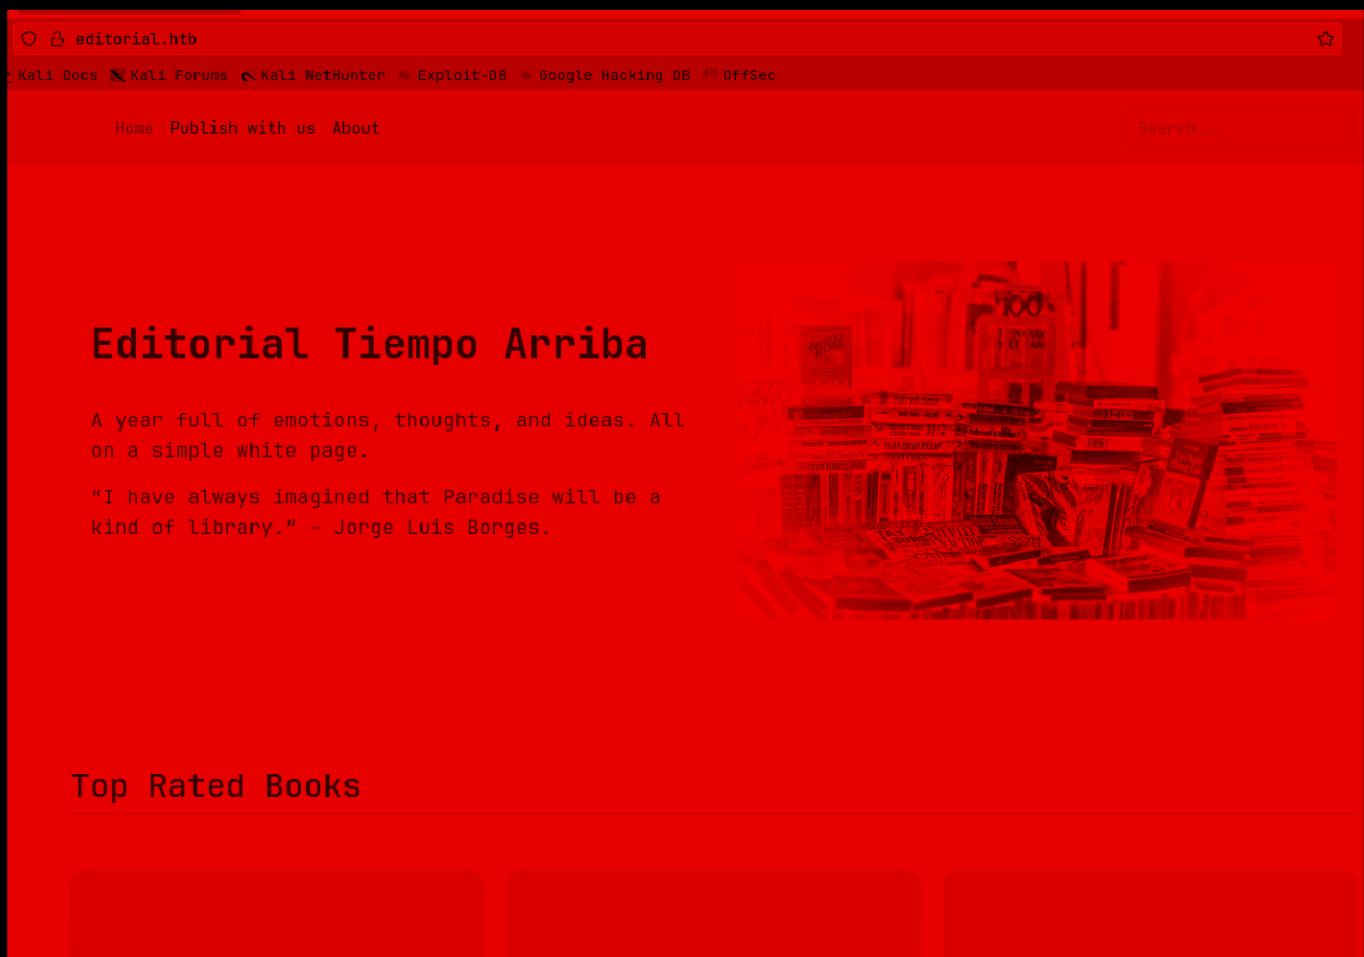 editorial.htb
Kali Docs Kali Forums Kali NetHunter Exploit-DB Google Hacking DB OffSec
Home Publish with us About Search...
Editorial Tiempo Arriba
A year full of emotions, thoughts, and ideas. All
on a simple white page.
“I have always imagined that Paradise will be a
kind of library.” - Jorge Luis Borges.
100
Top Rated Books